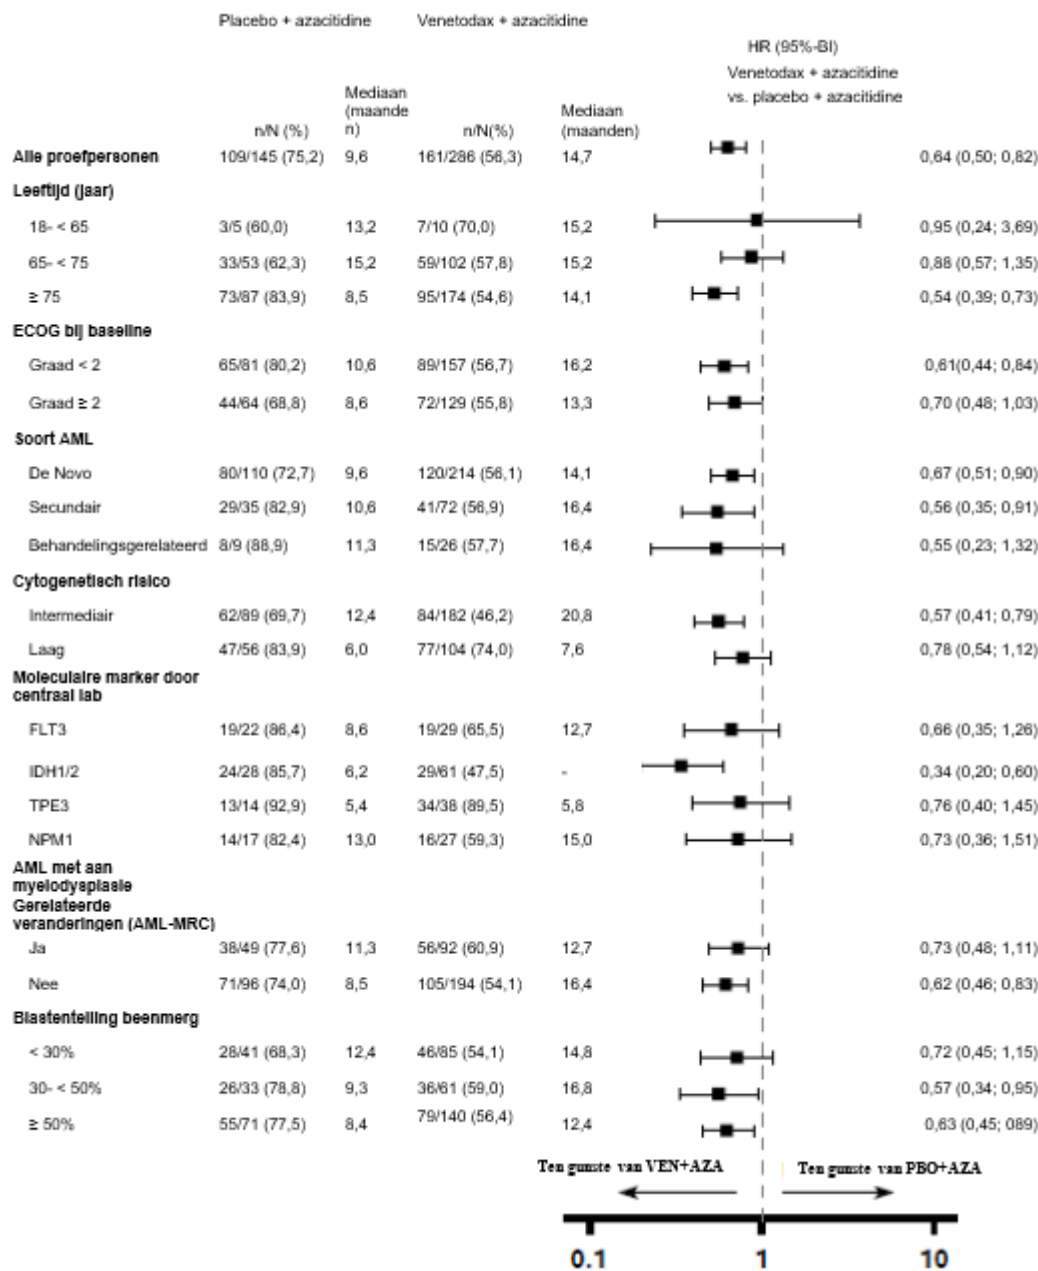 Placebo + azacitidine Venetodax + azacitidine
HR (95%-BI)
Venetodax + azacitidine
vs. placebo + azacitidine
Mediaan
(maande
n)
Mediaan
(maanden)
n/N (%) n/N(%)
Alle proefpersonen 109/145 (75,2) 9,6 161/286 (56,3) 14,7 0,64 (0,50; 0,82)
Leeftijd (jaar)
18- < 65 3/5 (60,0) 13,2 7/10 (70,0) 15,2 0,95 (0,24; 3,69)
65- < 75 33/53 (62,3) 15,2 59/102 (57,8) 15,2 0,88 (0,57; 1,35)
≥ 75 73/87 (83,9) 8,5 95/174 (54,6) 14,1 0,54 (0,39; 0,73)
ECOG bij baseline
Graad < 2 65/81 (80,2) 10,6 89/157 (56,7) 16,2 0,61(0,44; 0,84)
Graad ≥ 2 44/64 (68,8) 8,6 72/129 (55,8) 13,3 0,70 (0,48; 1,03)
Soort AML
De Novo 80/110 (72,7) 9,6 120/214 (56,1) 14,1 0,67 (0,51; 0,90)
Secundair 29/35 (82,9) 10,6 41/72 (56,9) 16,4 0,56 (0,35; 0,91)
Behandelingsgerelateerd 8/9 (88,9) 11,3 15/26 (57,7) 16,4 0,55 (0,23; 1,32)
Cytogenetisch risico
Intermediair 62/89 (69,7) 12,4 84/182 (46,2) 20,8 0,57 (0,41; 0,79)
Laag 47/56 (83,9) 6,0 77/104 (74,0) 7,6 0,78 (0,54; 1,12)
Moleculaire marker door
centraal lab
FLT3 19/22 (86,4) 8,6 19/29 (65,5) 12,7 0,66 (0,35; 1,26)
IDH1/2 24/28 (85,7) 6,2 29/61 (47,5) - 0,34 (0,20; 0,60)
TPE3 13/14 (92,9) 5,4 34/38 (89,5) 5,8 0,76 (0,40; 1,45)
NPM1 14/17 (82,4) 13,0 16/27 (59,3) 15,0 0,73 (0,36; 1,51)
AML met aan
myelodysplasie
Gerelateerde
veranderingen (AML-MRC)
Ja 38/49 (77,6) 11,3 56/92 (60,9) 12,7 0,73 (0,48; 1,11)
Nee 71/96 (74,0) 8,5 105/194 (54,1) 16,4 0,62 (0,46; 0,83)
Blastentelling beenmerg
< 30% 28/41 (68,3) 12,4 46/85 (54,1) 14,8 0,72 (0,45; 1,15)
30- < 50% 26/33 (78,8) 9,3 36/61 (59,0) 16,8 0,57 (0,34; 0,95)
≥ 50% 55/71 (77,5) 8,4 79/140 (56,4) 12,4 0,63 (0,45; 089)
Ten gunste van VEN+AZA Ten gunste van PBO+AZA
0.1 1 10